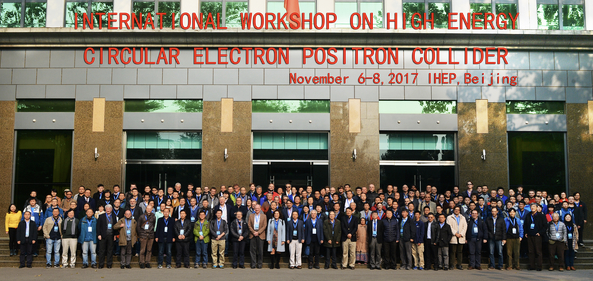 INTERNATIONAL WORKSHOP ON HIGH ENERGY
CIRCULAR ELECTRON POSITRON COLLIDER
November 6-8,2017 IHEP,Beijing